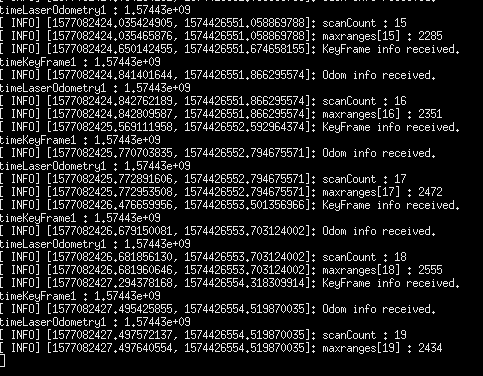 timeLaserOdometry1 : 1.57443e+09
[ INFO] [1577082424.035424905, 1574426551.058869788]: scanCount : 15
[ INFO] [1577082424.035465876, 1574426551.058869788]: maxranges[15] : 2285
[ INFO] [1577082424.650142455, 1574426551.674658155]: KeyFrame info received.
timeKeyFrame1 : 1.57443e+09
[ INFO] [1577082424.841401644, 1574426551.866295574]: Odom info received.
timeLaserOdometry1 : 1.57443e+09
[ INFO] [1577082424.842762189, 1574426551.866295574]: scanCount : 16
[ INFO] [1577082424.842809587, 1574426551.866295574]: maxranges[16] : 2351
[ INFO] [1577082425.569111958, 1574426552.592964374]: KeyFrame info received.
timeKeyFrame1 : 1.57443e+09
[ INFO] [1577082425.770703835, 1574426552.794675571]: Odom info received.
timeLaserOdometry1 : 1.57443e+09
[ INFO] [1577082425.772891606, 1574426552.794675571]: scanCount : 17
[ INFO] [1577082425.772953508, 1574426552.794675571]: maxranges[17] : 2472
[ INFO] [1577082426.476659956, 1574426553.501356966]: KeyFrame info received.
timeKeyFrame1 : 1.57443e+09
[ INFO] [1577082426.679150081, 1574426553.703124002]: Odom info received.
timeLaserOdometry1 : 1.57443e+09
[ INFO] [1577082426.681856130, 1574426553.703124002]: scanCount : 18
[ INFO] [1577082426.681960646, 1574426553.703124002]: maxranges[18] : 2555
[ INFO] [1577082427.294378168, 1574426554.318309914]: KeyFrame info received.
timeKeyFrame1 : 1.57443e+09
[ INFO] [1577082427.495425855, 1574426554.519870035]: Odom info received.
timeLaserOdometry1 : 1.57443e+09
[ INFO] [1577082427.497572137, 1574426554.519870035]: scanCount : 19
[ INFO] [1577082427.497640554, 1574426554.519870035]: maxranges[19] : 2434